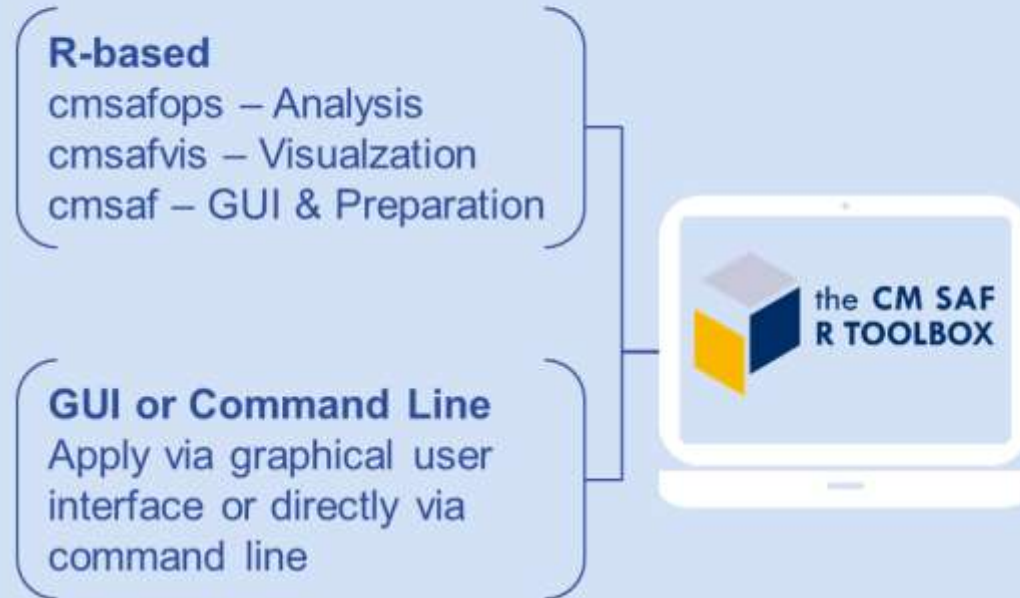 R-based
cmsafops – Analysis
cmsafvis – Visualzation
cmsaf – GUI & Preparation
the CM SAF
R TOOLBOX
GUI or Command Line
Apply via graphical user
interface or directly via
command line